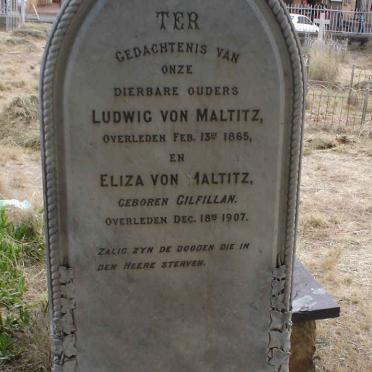 TER
GEDACHTENIS VAN
ONZE
DIERBARE OUDERS
LUDWIG VON MALTITZ,
OVERLEDEN FEB. 13DE 1865,
EN
ELIZA VON MALTITZ,
GEBOREN GILFILLAN.
OVERLEDEN DEC. 18DE 1907.
ZALIG ZYN DE DOODEN DIE IN
DEN HEERE STERVEN.